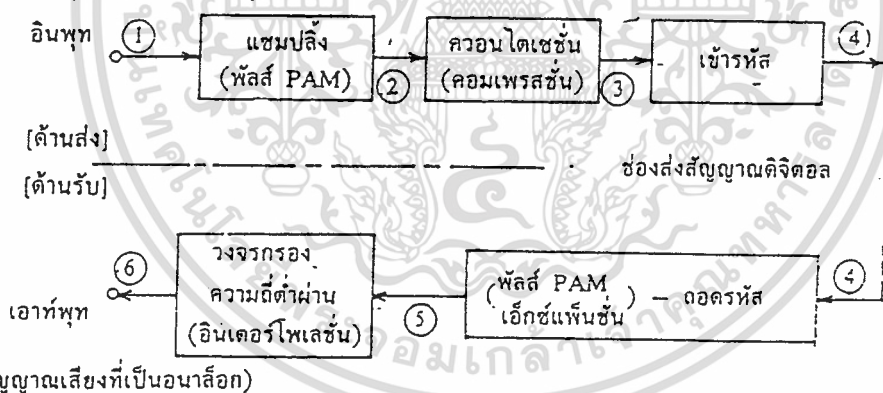 อินพุท ① แซมปลิ้ง (พัลส์ PAM) ② ควอนไตเซชั่น (คอมเพรสชั่น) ③ เข้ารหัส ④
[ด้านส่ง]
ช่องส่งสัญญาณดิจิตอล
[ด้านรับ]
เอาท์พุท ⑥ วงจรกรอง ความถี่ต่ำผ่าน (อินเตอร์โพเลชั่น) ⑤ (พัลส์ PAM เอ็กซ์แพ็นชั่น) – ถอดรหัส ④
ญญาณเสียงที่เป็นอนาล็อก)